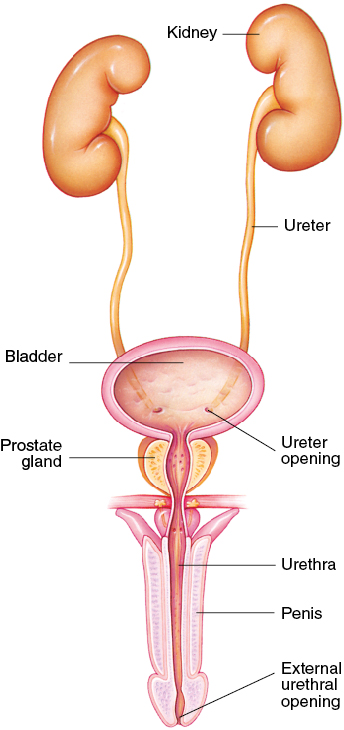 Kidney
Ureter
Bladder
Ureter
opening
Prostate
gland
Urethra
Penis
External
urethral
opening